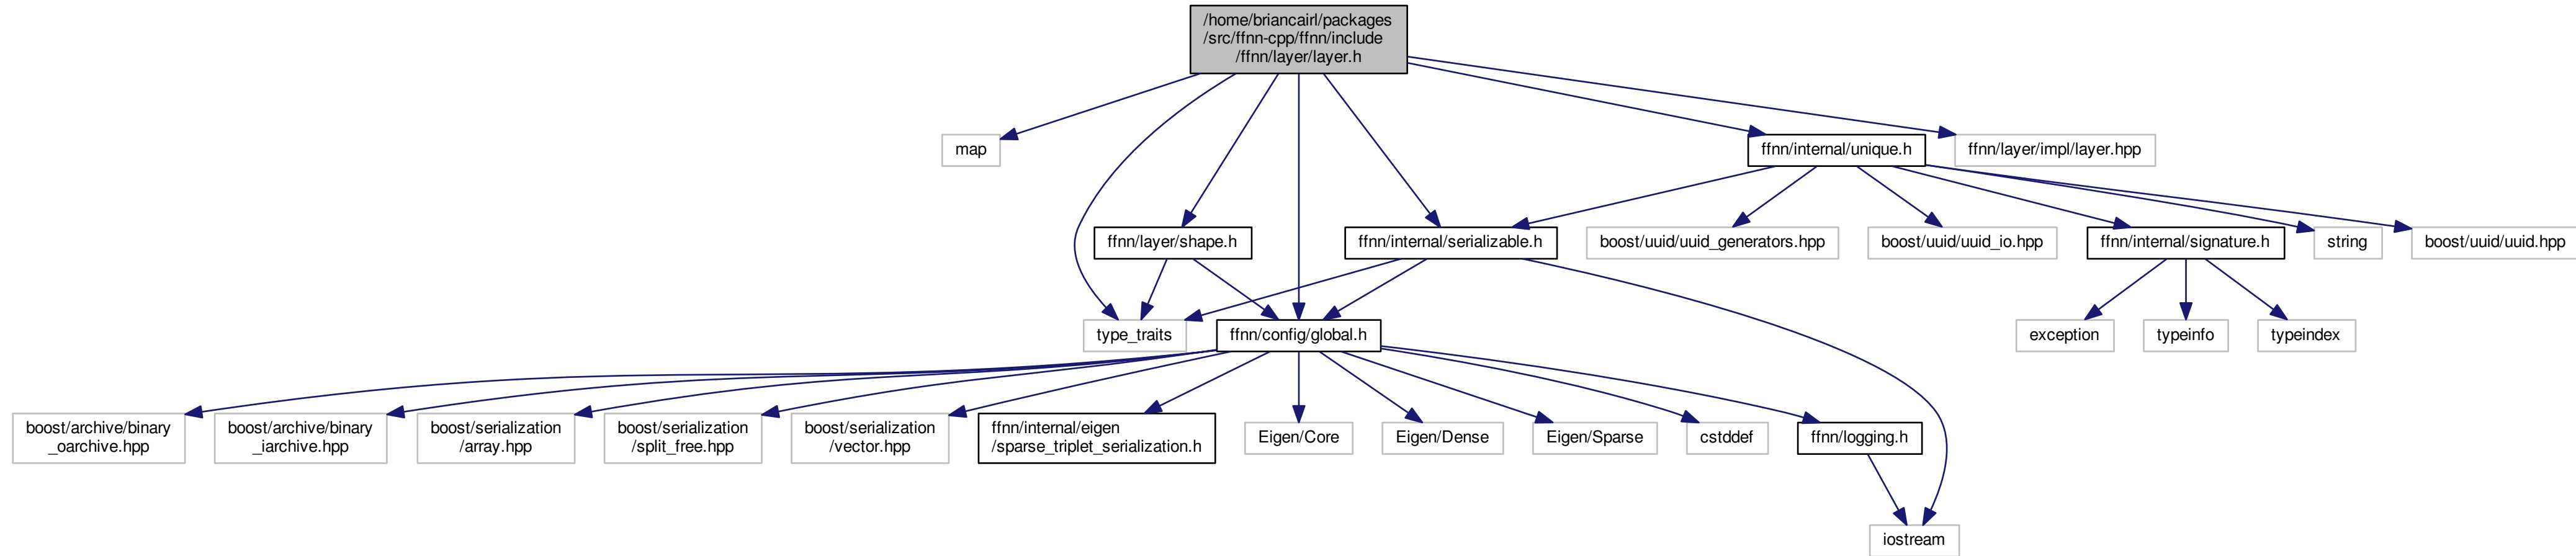 /home/briancairl/packages
/src/ffnn-cpp/ffnn/include
/ffnn/layer/layer.h
map
ffnn/internal/unique.h
ffnn/layer/impl/layer.hpp
ffnn/layer/shape.h
ffnn/internal/serializable.h
boost/uuid/uuid_generators.hpp
boost/uuid/uuid_io.hpp
ffnn/internal/signature.h
string
boost/uuid/uuid.hpp
type_traits
ffnn/config/global.h
exception
typeinfo
typeindex
boost/archive/binary
_oarchive.hpp
boost/archive/binary
_iarchive.hpp
boost/serialization
/array.hpp
boost/serialization
/split_free.hpp
boost/serialization
/vector.hpp
ffnn/internal/eigen
/sparse_triplet_serialization.h
Eigen/Core
Eigen/Dense
Eigen/Sparse
cstddef
ffnn/logging.h
iostream